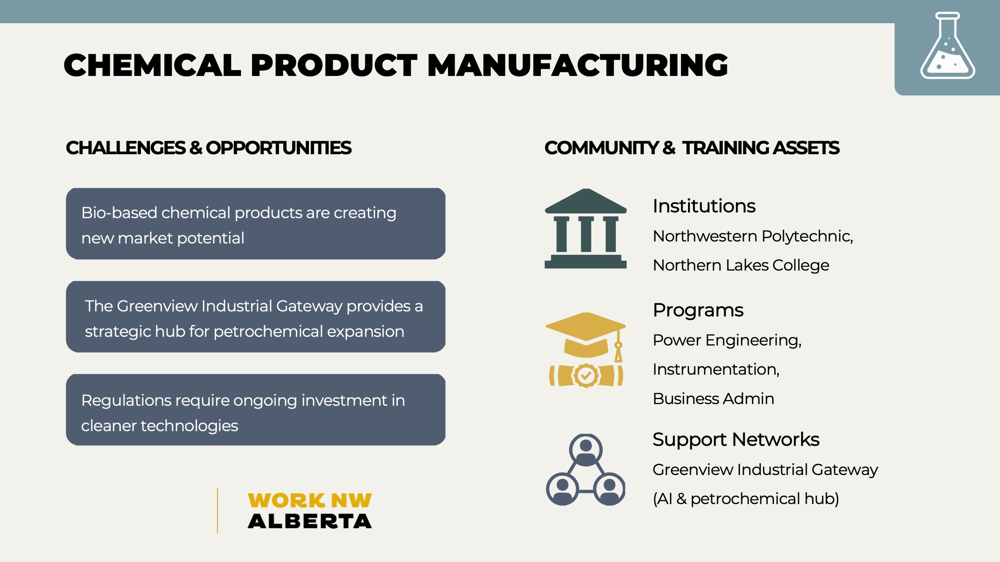 CHEMICAL PRODUCT MANUFACTURING
CHALLENGES & OPPORTUNITIES
Bio-based chemical products are creating
new market potential
The Greenview Industrial Gateway provides a
strategic hub for petrochemical expansion
Regulations require ongoing investment in
cleaner technologies
WORK NW
ALBERTA
COMMUNITY & TRAINING ASSETS
Institutions
Northwestern Polytechnic,
Northern Lakes College
Programs
Power Engineering,
Instrumentation,
Business Admin
Support Networks
Greenview Industrial Gateway
(AI & petrochemical hub)